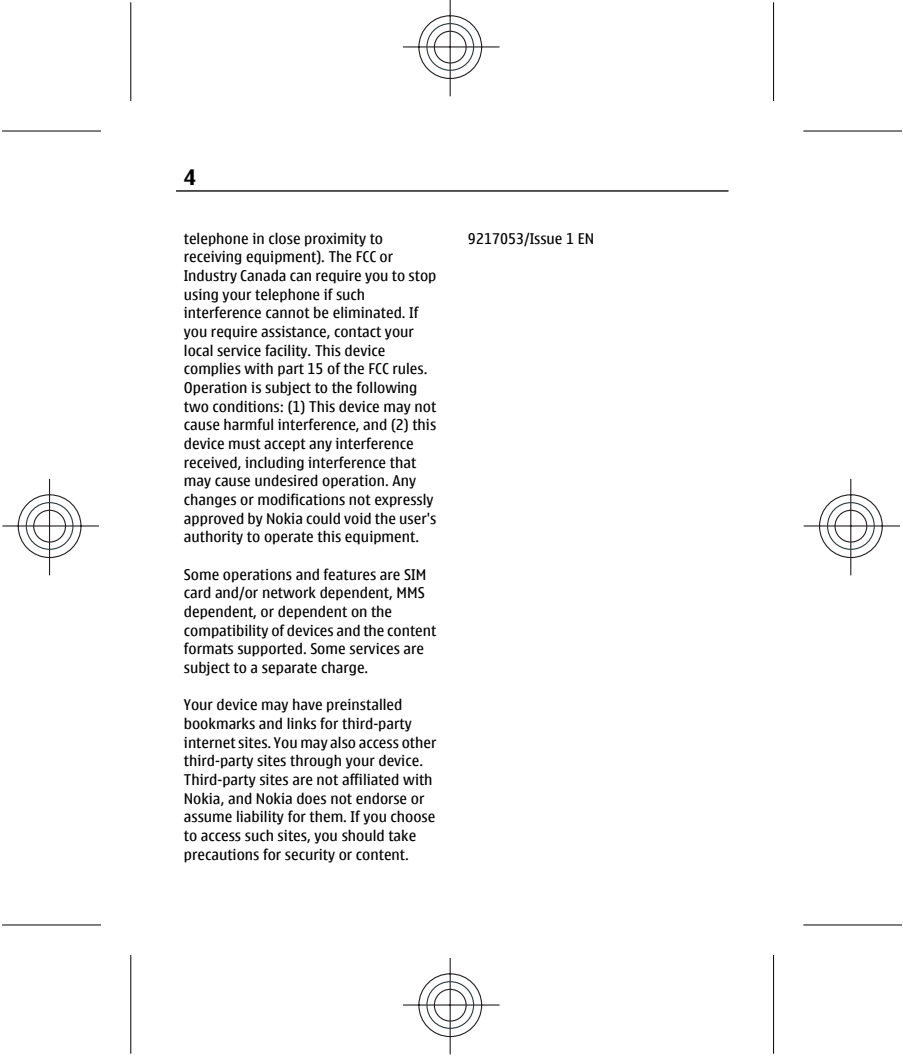 4
telephone in close proximity to
receiving equipment). The FCC or
Industry Canada can require you to stop
using your telephone if such
interference cannot be eliminated. If
you require assistance, contact your
local service facility. This device
complies with part 15 of the FCC rules.
Operation is subject to the following
two conditions: (1) This device may not
cause harmful interference, and (2) this
device must accept any interference
received, including interference that
may cause undesired operation. Any
changes or modifications not expressly
approved by Nokia could void the user's
authority to operate this equipment.
Some operations and features are SIM
card and/or network dependent, MMS
dependent, or dependent on the
compatibility of devices and the content
formats supported. Some services are
subject to a separate charge.
Your device may have preinstalled
bookmarks and links for third-party
internet sites. You may also access other
third-party sites through your device.
Third-party sites are not affiliated with
Nokia, and Nokia does not endorse or
assume liability for them. If you choose
to access such sites, you should take
precautions for security or content.
9217053/Issue 1 EN